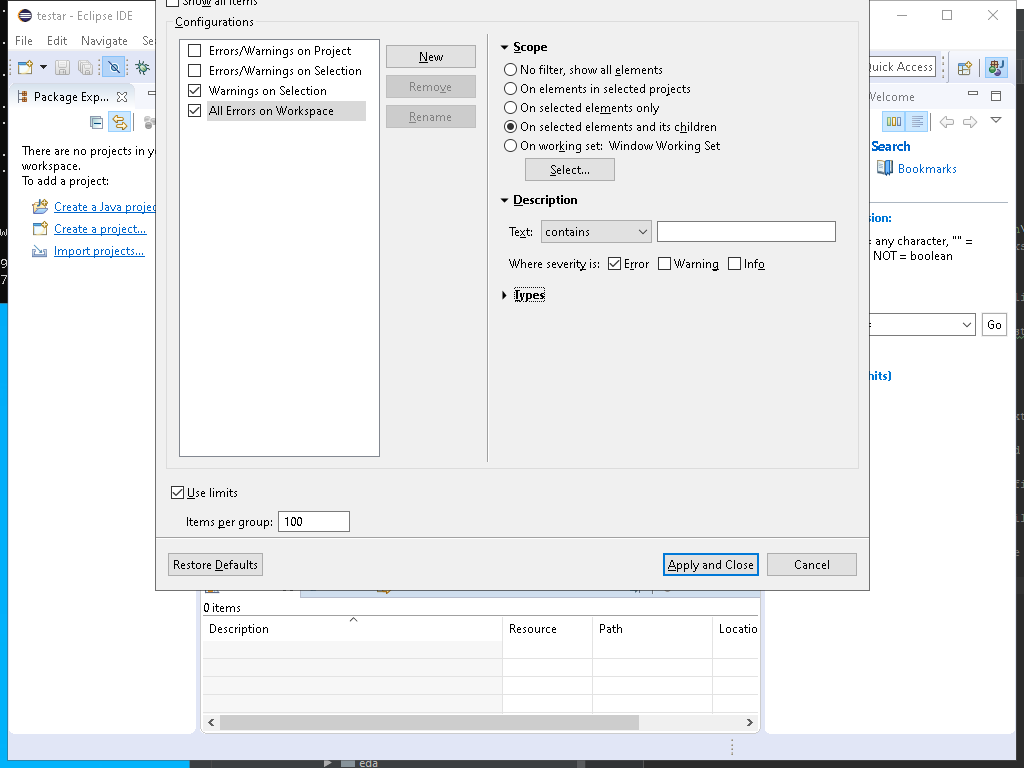 Show all items
testar - Eclipse IDE
Configurations
File Edit Navigate Se
Errors/Warnings on Project
Errors/Warnings on Selection
Warnings on Selection
All Errors on Workspace
New
Remove
Rename
Scope
No filter, show all elements
On elements in selected projects
On selected elements only
On selected elements and its children
On working set: Window Working Set
Select...
Description
Text: contains
Where severity is: Error Warning Info
Types
Quick Access
Package Exp...
Welcome
There are no projects in y
workspace.
To add a project:
Create a Java projec
Create a project...
Import projects...
Search
Bookmarks
sion:
= any character, "" =
NOT = boolean
Go
hits)
Use limits
Items per group: 100
Restore Defaults
Apply and Close
Cancel
0 items
Description Resource Path Locatio
eda